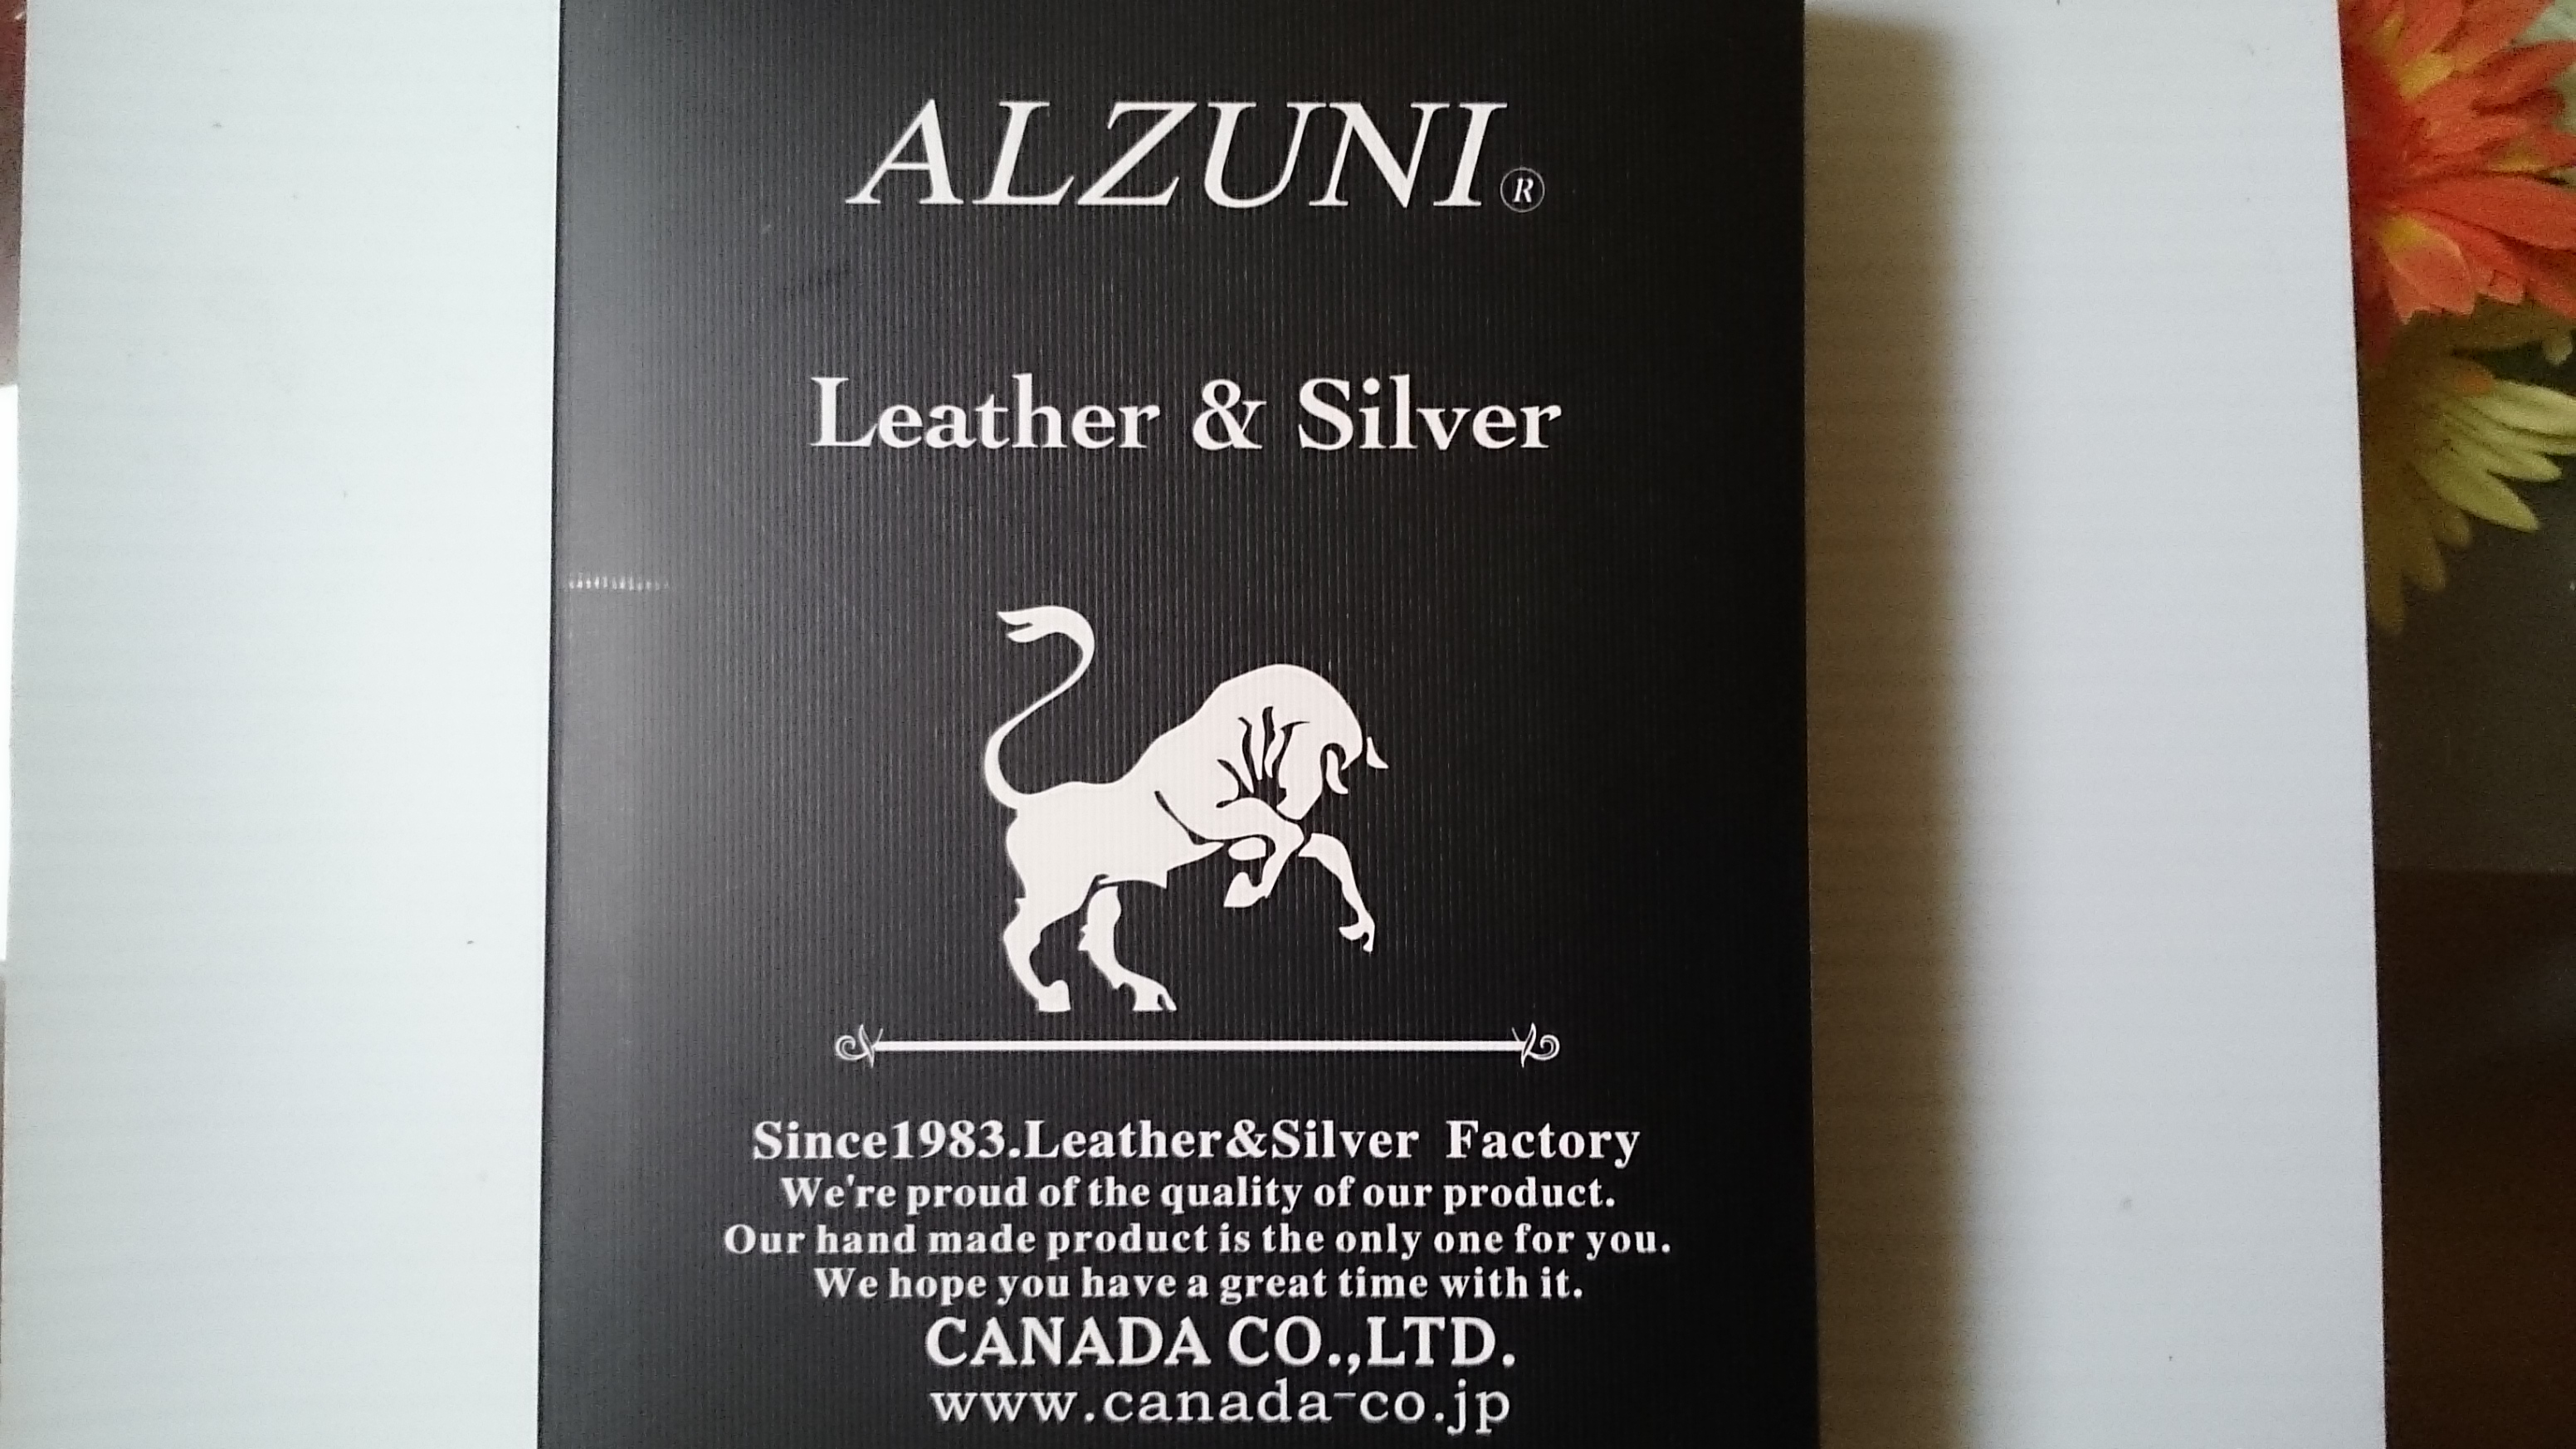 ALZUNI®
Leather & Silver
Since1983.Leather&Silver Factory
We're proud of the quality of our product.
Our hand made product is the only one for you.
We hope you have a great time with it.
CANADA CO.,LTD.
www.canada-co.jp